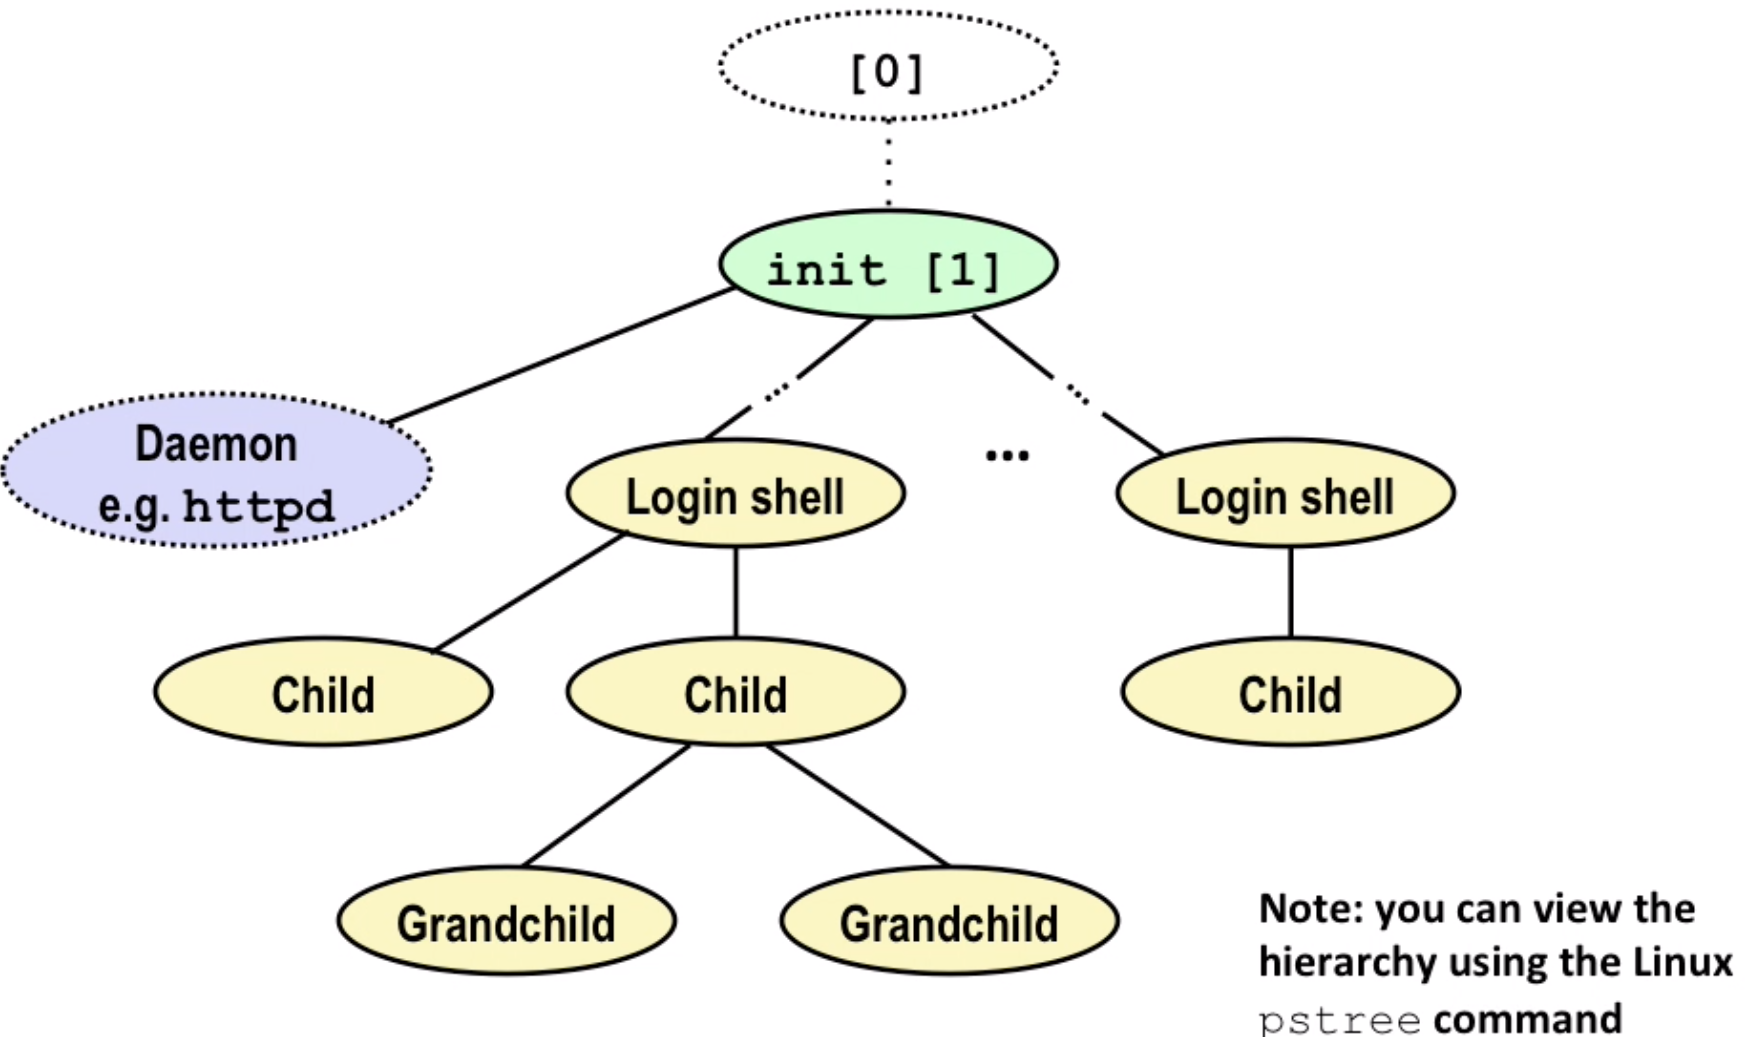 [0]
init [1]
Daemon
e.g. httpd
Login shell
...
Login shell
Child
Child
Child
Grandchild
Grandchild
Note: you can view the
hierarchy using the Linux
pstree command